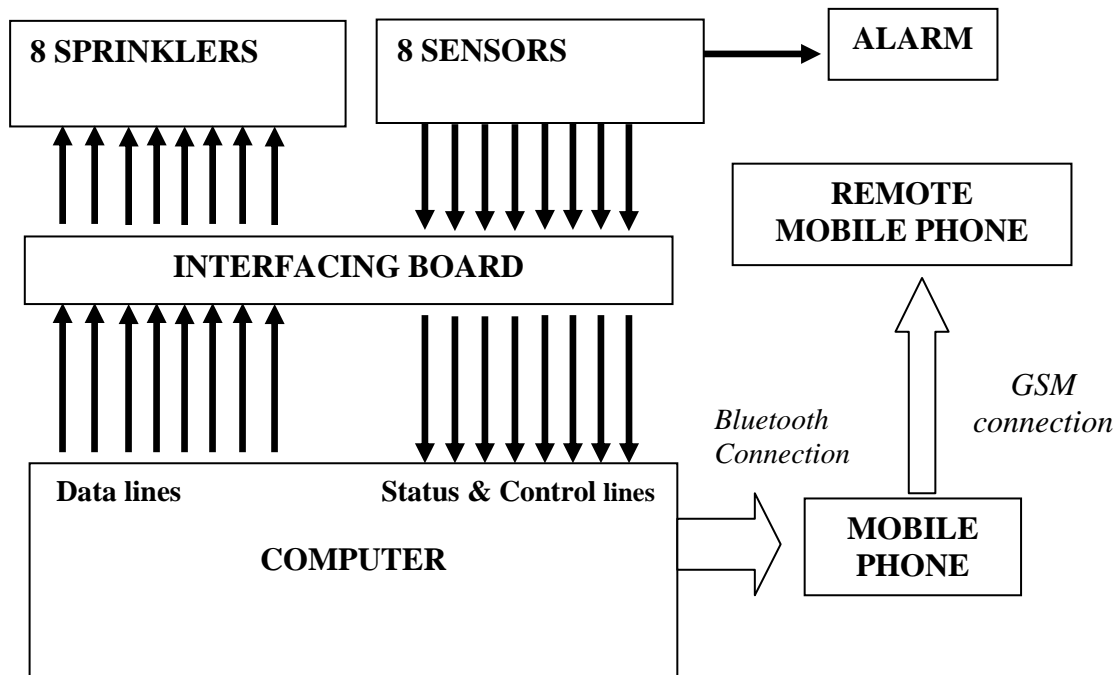 8 SPRINKLERS
8 SENSORS
ALARM
REMOTE
MOBILE PHONE
INTERFACING BOARD
GSM
connection
Bluetooth
Connection
Data lines
Status & Control lines
COMPUTER
MOBILE
PHONE